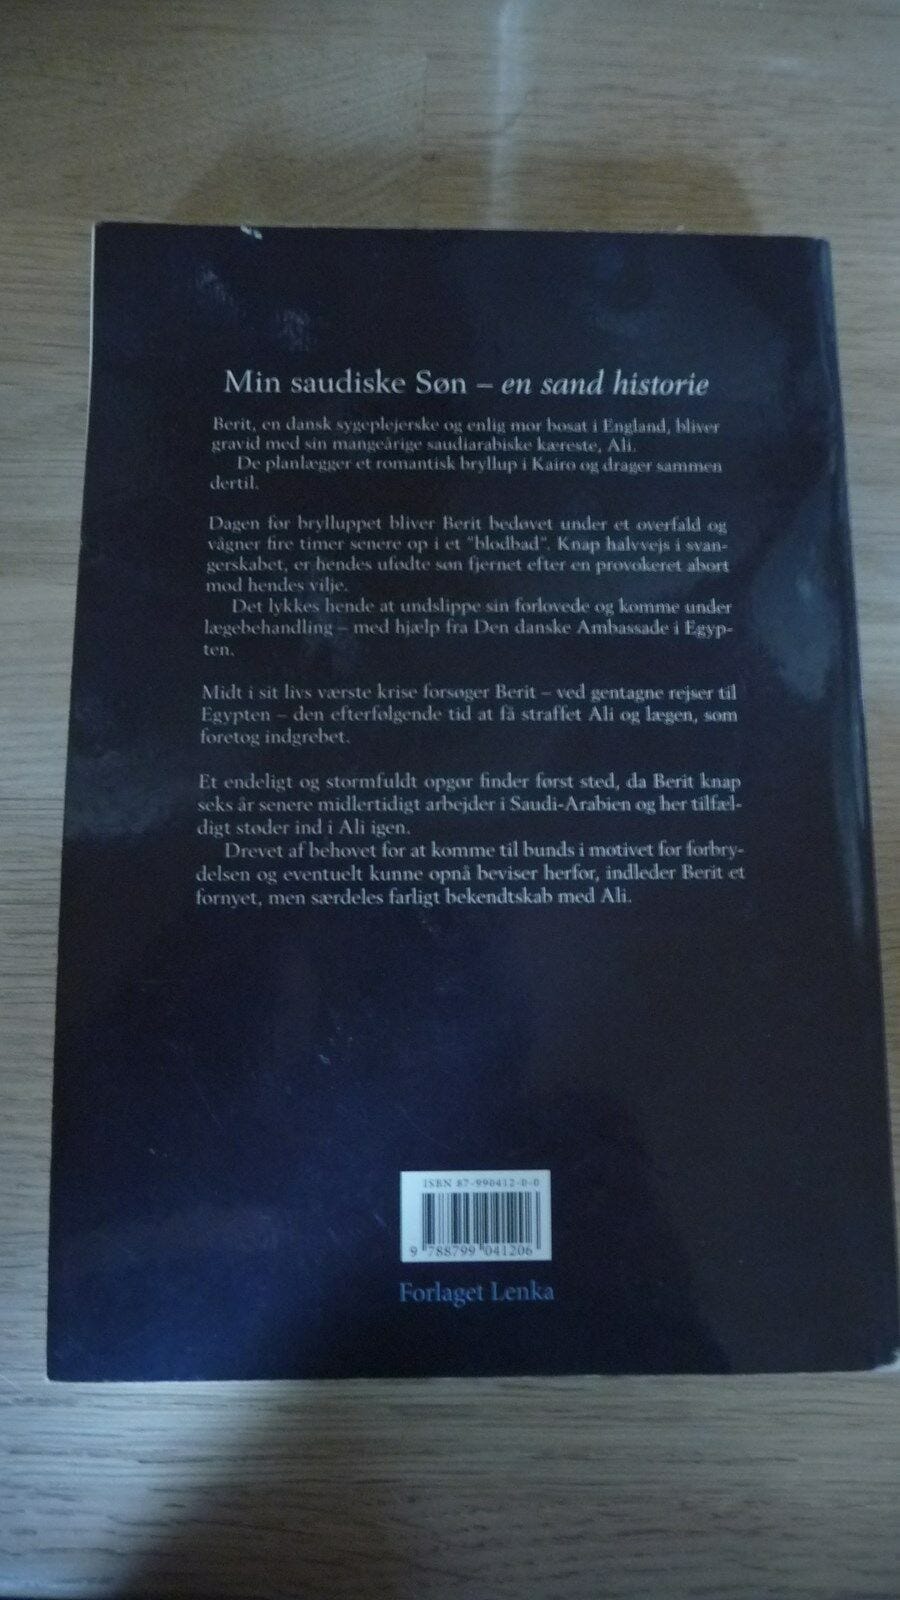 Min saudiske Søn – en sand historie
Berit, en dansk sygeplejerske og enlig mor bosat i England, bliver
gravid med sin mangeårige saudiarabiske kæreste, Ali.
De planlægger et romantisk bryllup i Kairo og drager sammen
dertil.
Dagen før brylluppet bliver Berit bedøvet under et overfald og
vågner fire timer senere op i et "blodbad". Knap halvvejs i svan-
gerskabet, er hendes ufødte søn fjernet efter en provokeret abort
mod hendes vilje.
Det lykkes hende at undslippe sin forlovede og komme under
lægebehandling – med hjælp fra Den danske Ambassade i Egyp-
ten.
Midt i sit livs værste krise forsøger Berit – ved gentagne rejser til
Egypten – den efterfølgende tid at få straffet Ali og lægen, som
foretog indgrebet.
Et endeligt og stormfuldt opgør finder først sted, da Berit knap
seks år senere midlertidigt arbejder i Saudi-Arabien og her tilfæl-
digt støder ind i Ali igen.
Drevet af behovet for at komme til bunds i motivet for forbry-
delsen og eventuelt kunne opnå beviser herfor, indleder Berit et
fornyet, men særdeles farligt bekendtskab med Ali.
ISBN 87-990412-0-0
9 788799 041206
Forlaget Lenka